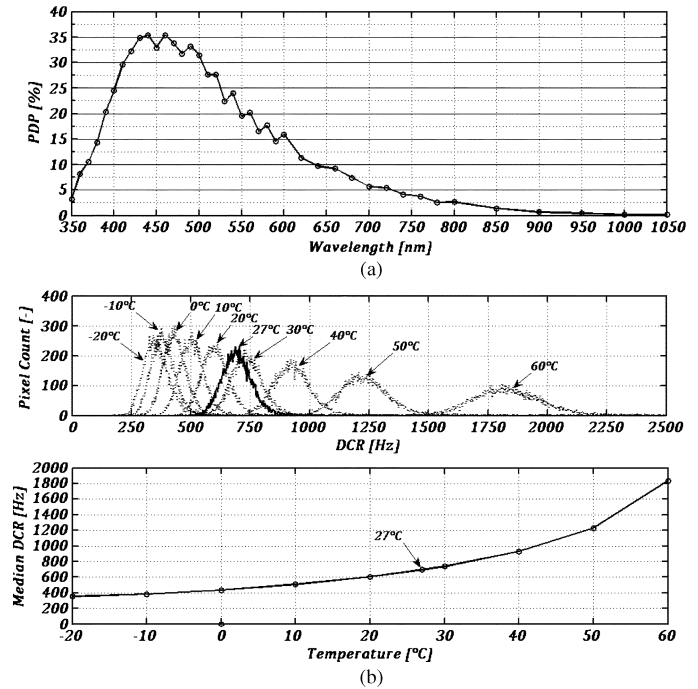 40
35
30
25
20
15
10
5
0
PDP [%]
350 400 450 500 550 600 650 700 750 800 850 900 950 1000 1050
Wavelength [nm]
(a)
400
300
200
100
0
Pixel Count [-]
-20ºC
-10ºC
0ºC
10ºC
20ºC
27ºC
30ºC
40ºC
50ºC
60ºC
0 250 500 750 1000 1250 1500 1750 2000 2250 2500
DCR [Hz]
2000
1800
1600
1400
1200
1000
800
600
400
200
0
Median DCR [Hz]
27ºC
-20 -10 0 10 20 30 40 50 60
Temperature [ºC]
(b)